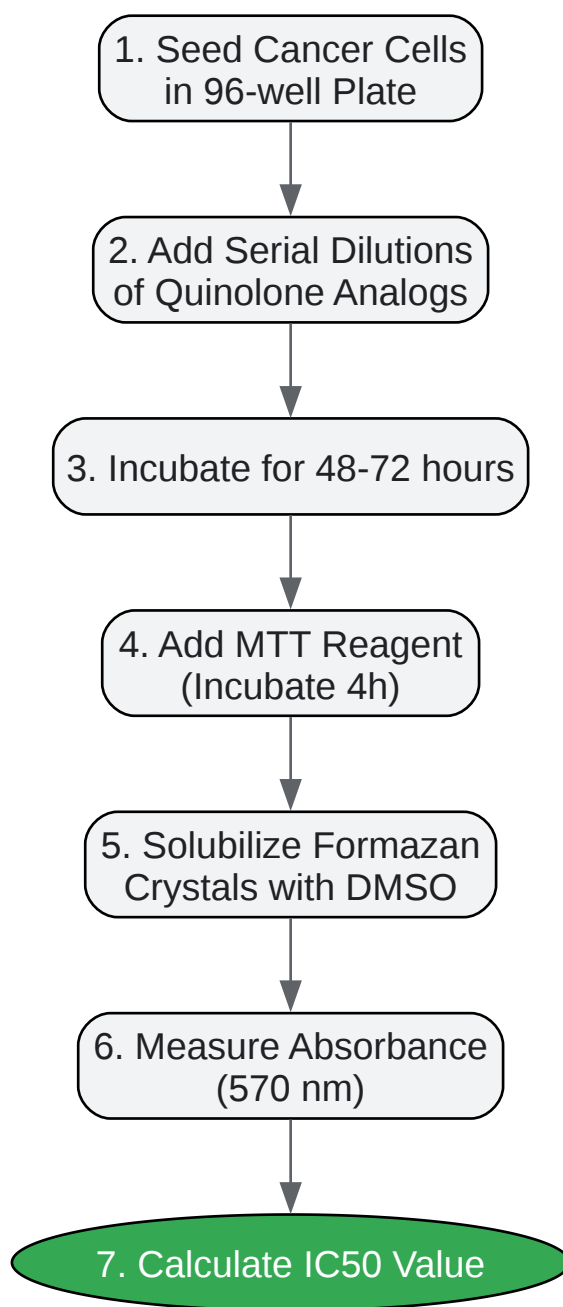 1. Seed Cancer Cells
in 96-well Plate
2. Add Serial Dilutions
of Quinolone Analogs
3. Incubate for 48-72 hours
4. Add MTT Reagent
(Incubate 4h)
5. Solubilize Formazan
Crystals with DMSO
6. Measure Absorbance
(570 nm)
7. Calculate IC50 Value